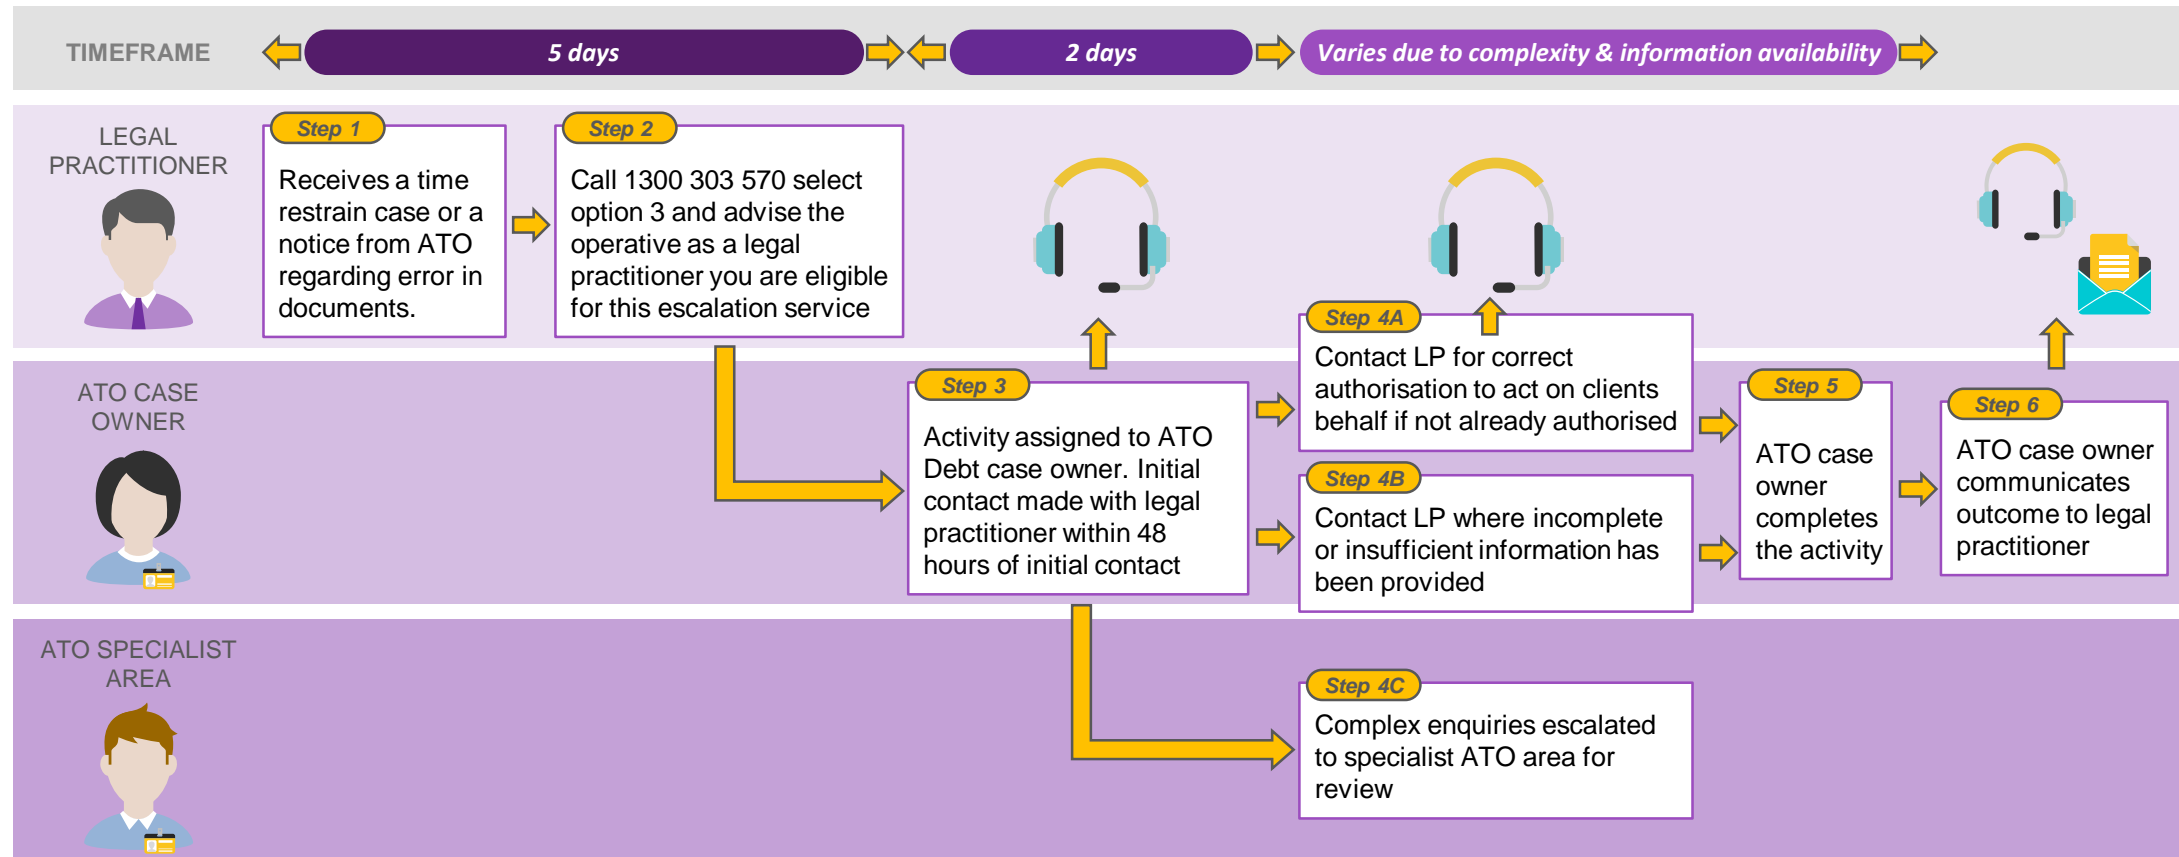 TIMEFRAME
5 days
2 days
Varies due to complexity & information availability
LEGAL
PRACTITIONER
Step 1
Receives a time
restrain case or a
notice from ATO
regarding error in
documents.
Step 2
Call 1300 303 570 select
option 3 and advise the
operative as a legal
practitioner you are eligible
for this escalation service
ATO CASE
OWNER
Step 3
Activity assigned to ATO
Debt case owner. Initial
contact made with legal
practitioner within 48
hours of initial contact
Step 4A
Contact LP for correct
authorisation to act on clients
behalf if not already authorised
Step 4B
Contact LP where incomplete
or insufficient information has
been provided
Step 5
ATO case
owner
completes
the activity
Step 6
ATO case owner
communicates
outcome to legal
practitioner
ATO SPECIALIST
AREA
Step 4C
Complex enquiries escalated
to specialist ATO area for
review